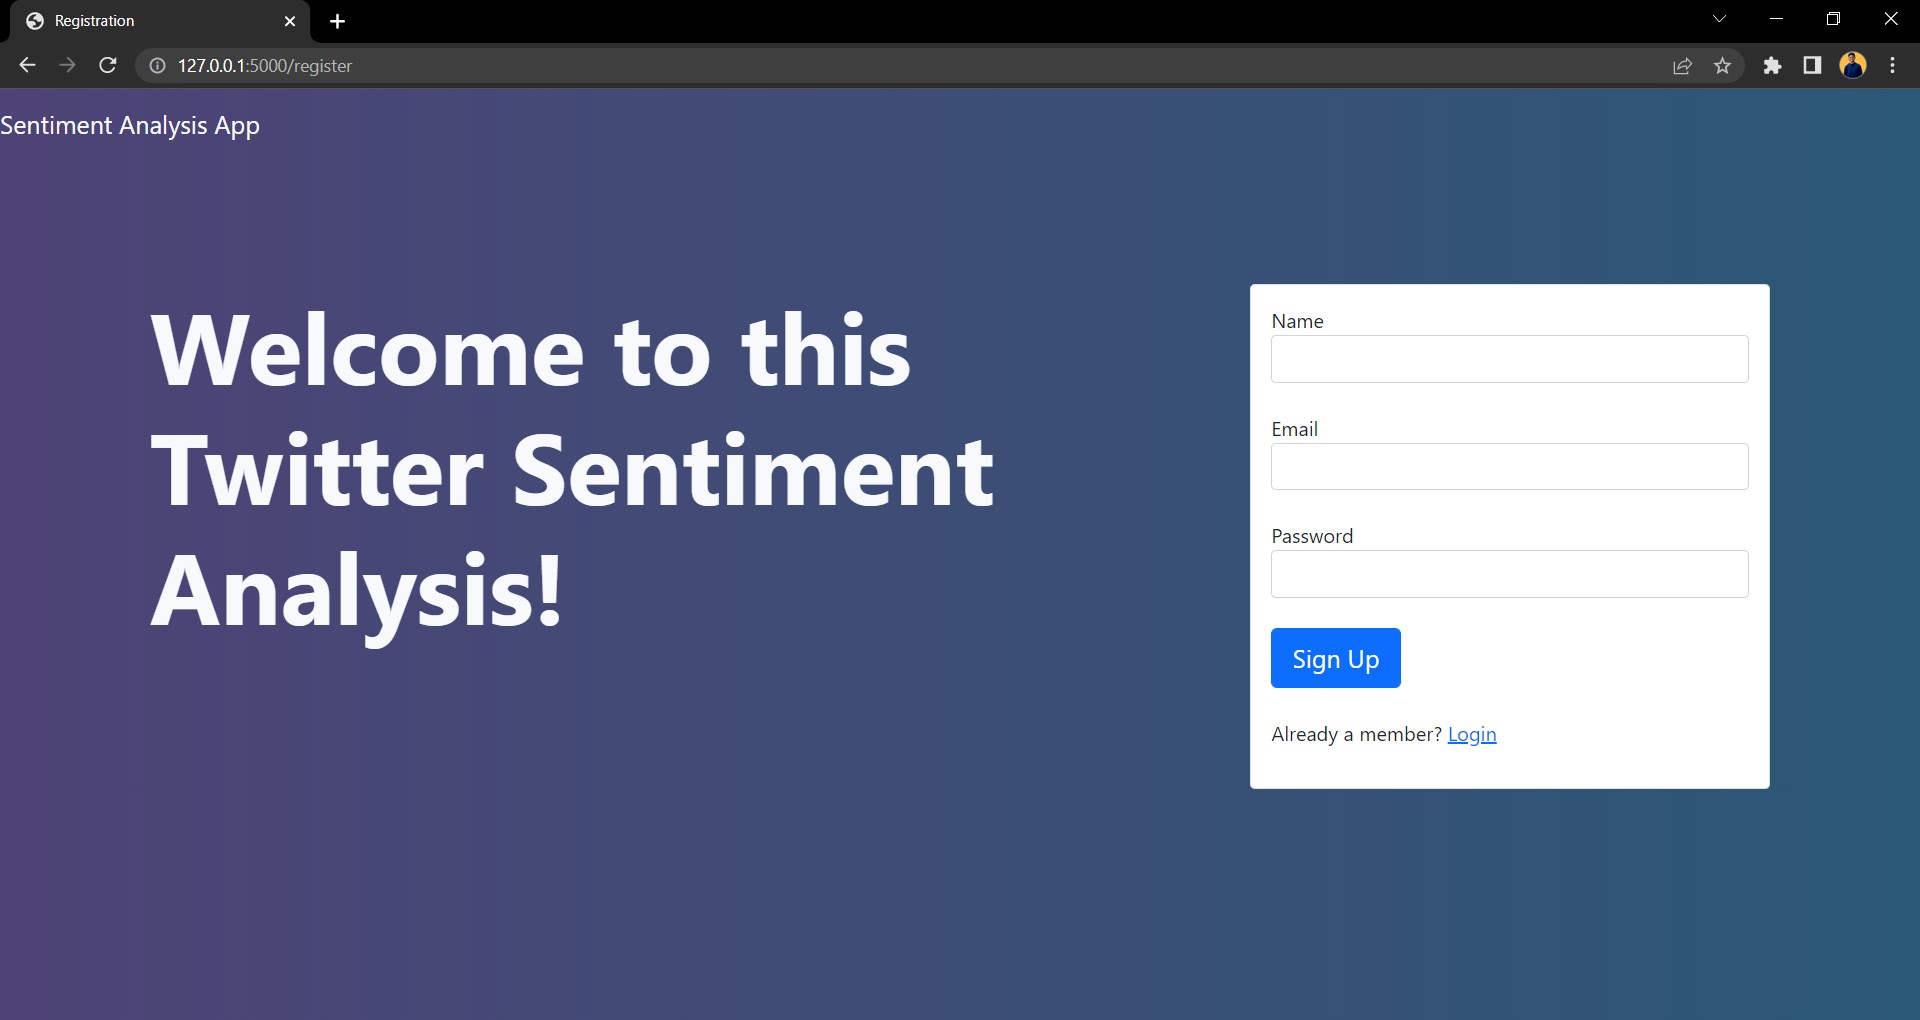 Registration
127.0.0.1:5000/register
Sentiment Analysis App
Welcome to this
Twitter Sentiment
Analysis!
Name
Email
Password
Sign Up
Already a member? Login